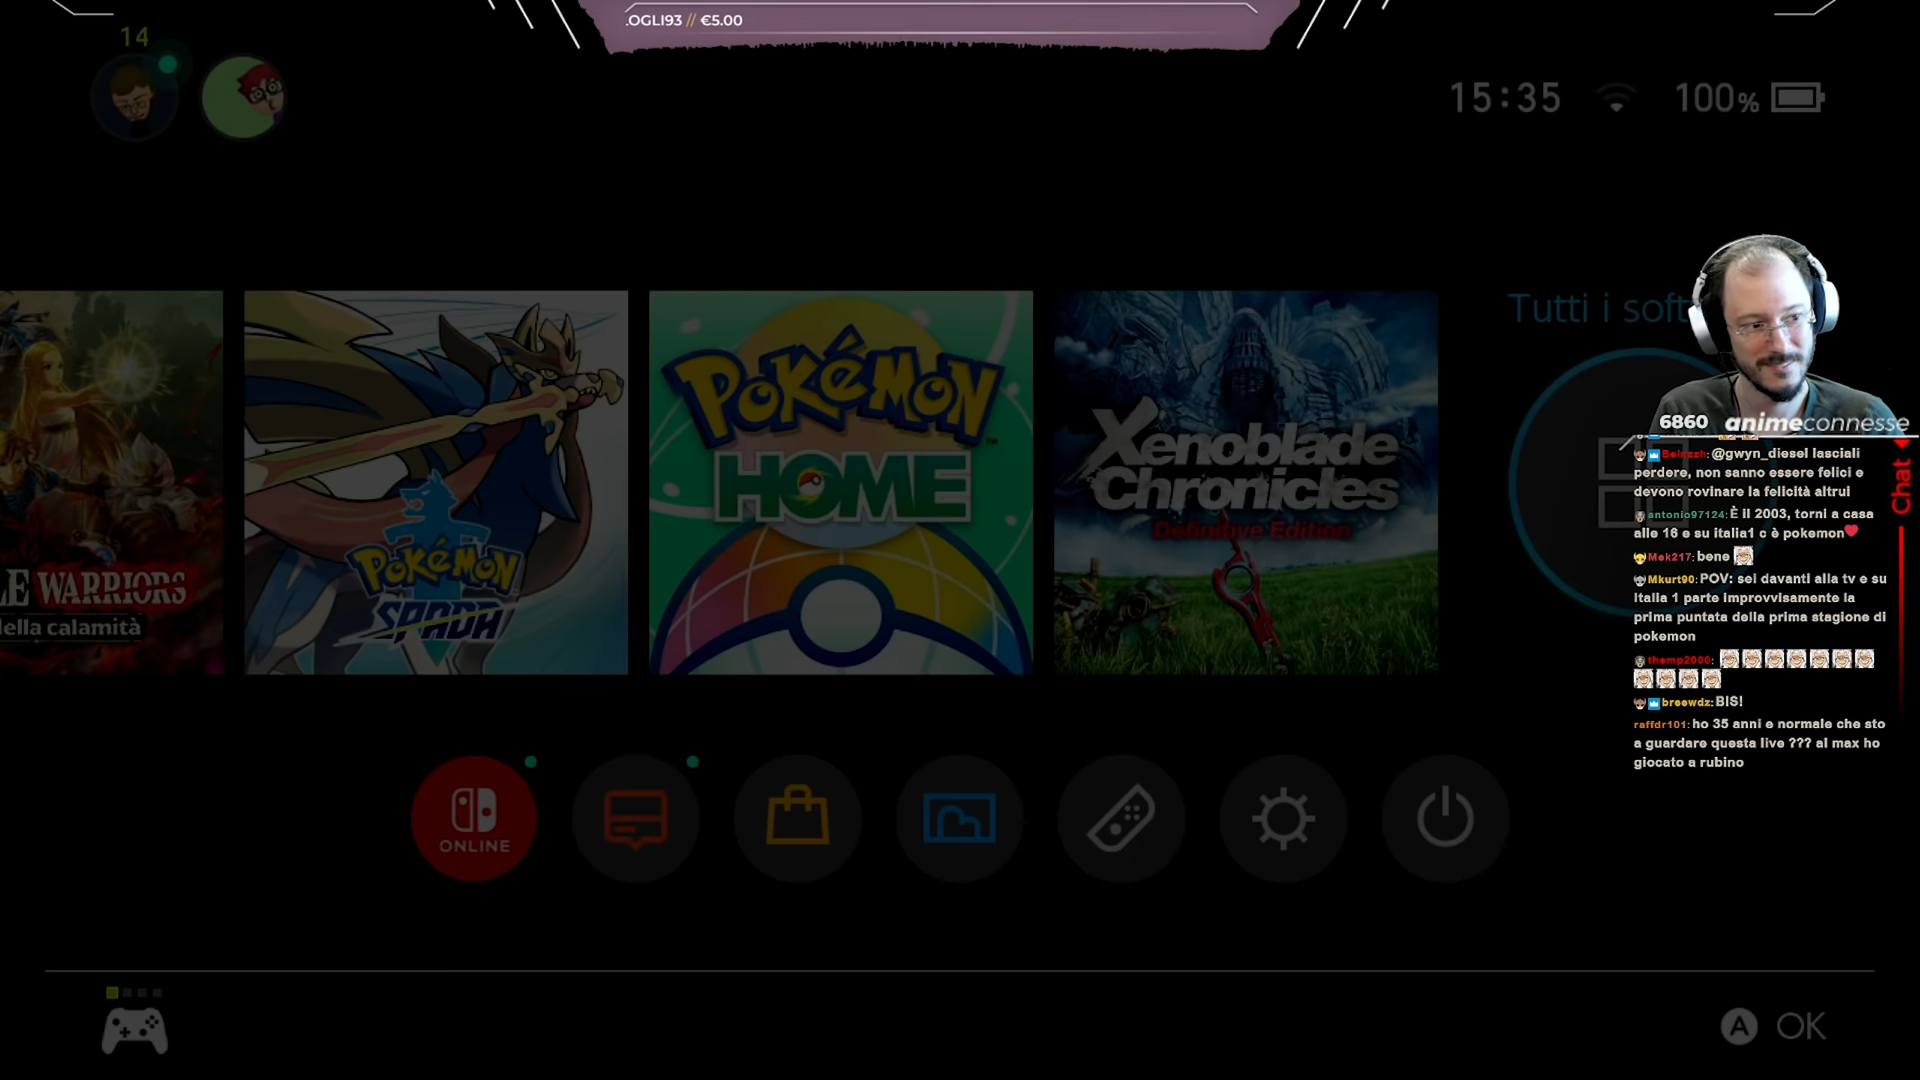 .OGLI93 // €5.00
14
15:35
100%
Tutti i soft
E WARRIORS
ella calamità
Pokémon
SPADA
Pokémon
HOME
Xenoblade
Chronicles
Definitive Edition
6860 animeconnesse
Chat
Beinzzh: @gwyn_diesel lasciali
perdere, non sanno essere felici e
devono rovinare la felicità altrui
antonio97124: È il 2003, torni a casa
alle 16 e su italia1 c è pokemon
Mek217: bene
Mkurt90: POV: sei davanti alla tv e su
Italia 1 parte improvvisamente la
prima puntata della prima stagione di
pokemon
themp2000:
breewdz: BIS!
raffdr101: ho 35 anni e normale che sto
a guardare questa live ??? al max ho
giocato a rubino
ONLINE
A OK